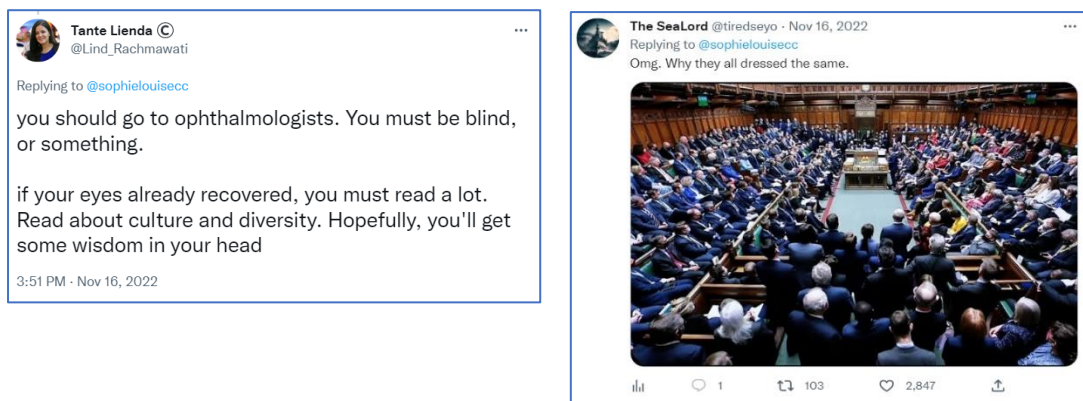 Tante Lienda Ⓒ
@Lind_Rachmawati
Replying to @sophielouisecc
you should go to ophthalmologists. You must be blind,
or something.
if your eyes already recovered, you must read a lot.
Read about culture and diversity. Hopefully, you'll get
some wisdom in your head
3:51 PM · Nov 16, 2022
The SeaLord @tiredseyo · Nov 16, 2022
Replying to @sophielouisecc
Omg. Why they all dressed the same.
1 103 2,847